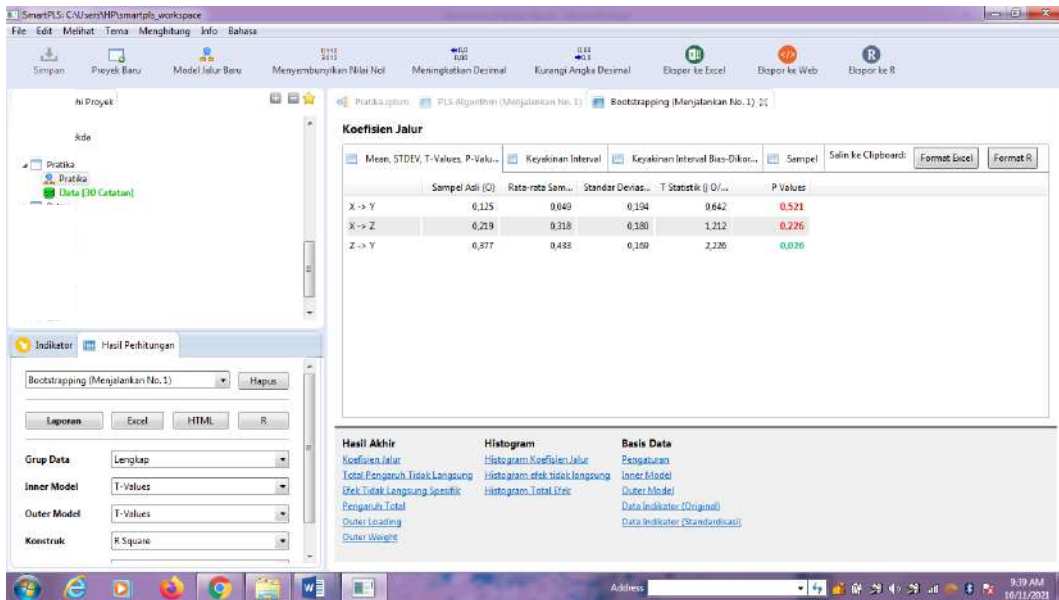 SmartPLS: C:\Users\HP\smartpls_workspace
File Edit Melihat Tema Menghitung Info Bahasa
Simpan Proyek Baru Model Jalur Baru Menyembunyikan Nilai Nol Meningkatkan Desimal Kurangi Angka Desimal Ekspor ke Excel Ekspor ke Web Ekspor ke R
hi Proyek
kde
Pratika
Pratika
Data [30 Catatan]
Pratika.splsm PLS Algorithm (Menjalankan No. 1) Bootstrapping (Menjalankan No. 1)
Koefisien Jalur
Mean, STDEV, T-Values, P-Valu... Keyakinan Interval Keyakinan Interval Bias-Dikor... Sampel Salin ke Clipboard: Format Excel Format R
Sampel Asli (O) Rata-rata Sam... Standar Devias... T Statistik (| O/... P Values
X -> Y 0,125 0,049 0,194 0,642 0,521
X -> Z 0,219 0,318 0,180 1,212 0,226
Z -> Y 0,377 0,433 0,169 2,226 0,026
Indikator Hasil Perhitungan
Bootstrapping (Menjalankan No. 1) Hapus
Laporan Excel HTML R
Grup Data Lengkap
Inner Model T-Values
Outer Model T-Values
Konstruk R Square
Hasil Akhir Histogram Basis Data
Koefisien Jalur Histogram Koefisien Jalur Pengaturan
Total Pengaruh Tidak Langsung Histogram efek tidak langsung Inner Model
Efek Tidak Langsung Spesifik Histogram Total Efek Outer Model
Pengaruh Total Data Indikator (Original)
Outer Loading Data Indikator (Standardisasi)
Outer Weight
Address
9:39 AM
10/11/2021